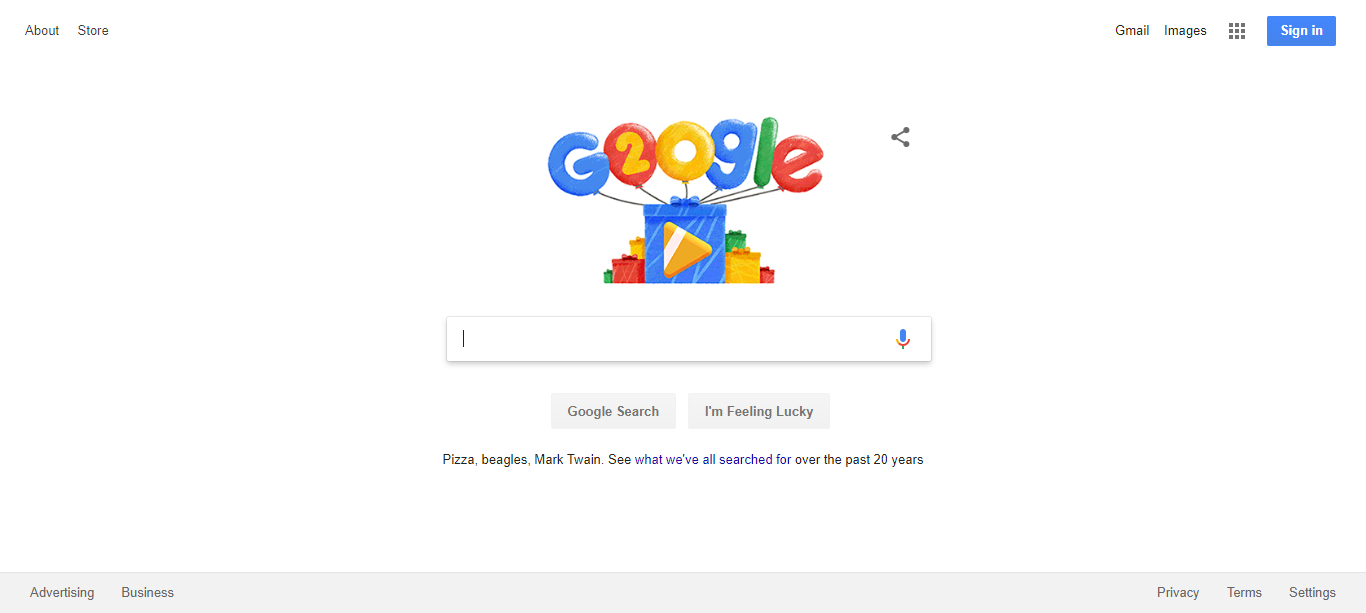 About Store
Gmail Images Sign in
G20gle
Google Search I'm Feeling Lucky
Pizza, beagles, Mark Twain. See what we've all searched for over the past 20 years
Advertising Business
Privacy Terms Settings